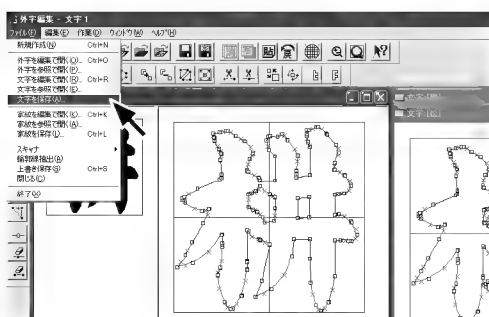 外字編集 - 文字 1
ファイル(F) 編集(E) 作業(O) ウィンドウ(W) ヘルプ(H)
新規作成(N) Ctrl+N
外字を編集で開く(O)... Ctrl+O
外字を参照で開く(A)...
文字を編集で開く(R)... Ctrl+R
文字を参照で開く(E)...
文字を保存(A)...
家紋を編集で開く(K)... Ctrl+K
家紋を参照で開く(A)...
家紋を保存(L)... Ctrl+L
スキャナ
輪郭線抽出(A)
上書き保存(S) Ctrl+S
閉じる(C)
終了(X)